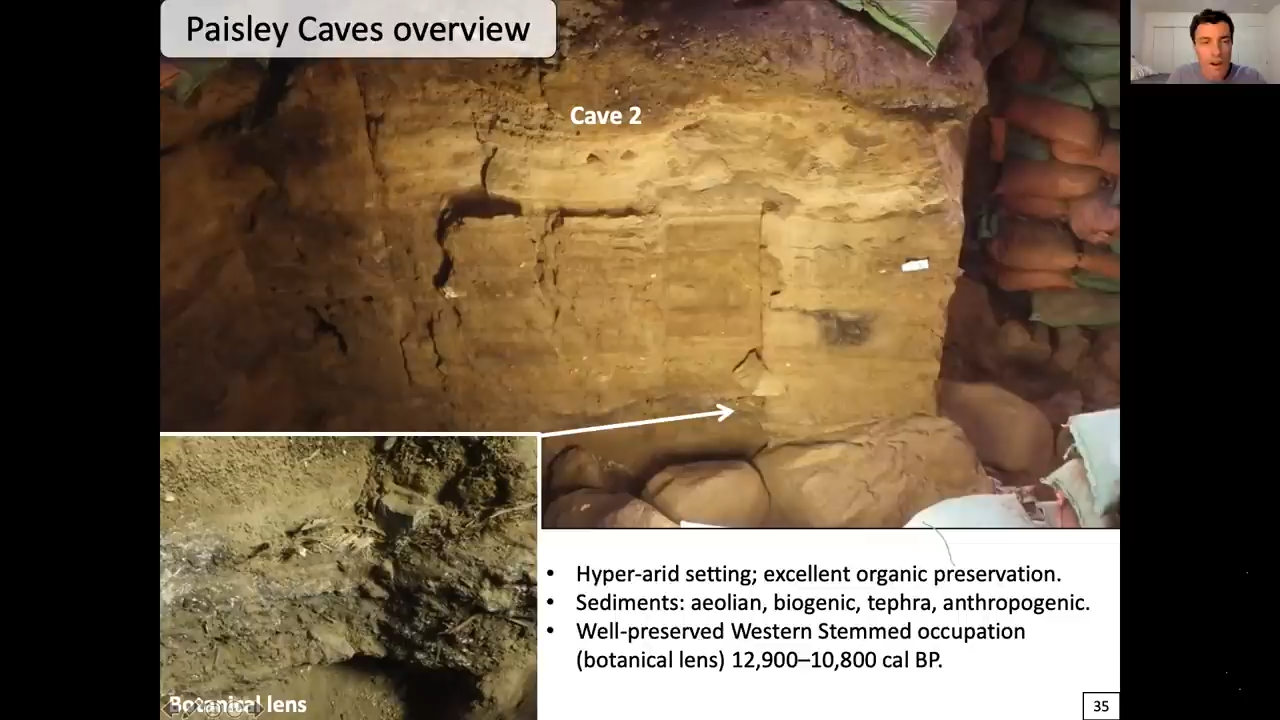 Paisley Caves overview
Cave 2
• Hyper-arid setting; excellent organic preservation.
• Sediments: aeolian, biogenic, tephra, anthropogenic.
• Well-preserved Western Stemmed occupation
(botanical lens) 12,900–10,800 cal BP.
Botanical lens
35